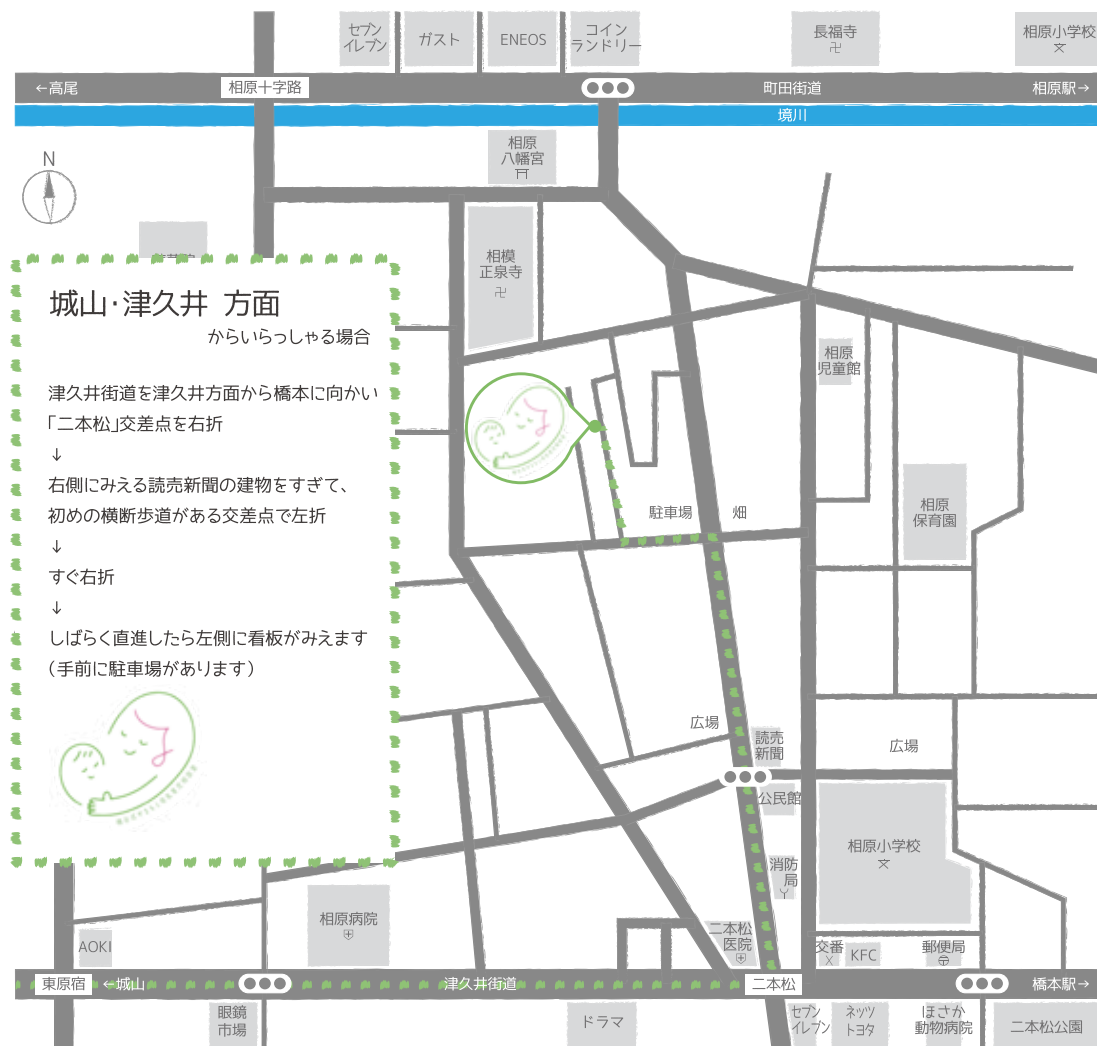 セブン
イレブン
ガスト
ENEOS
コイン
ランドリー
長福寺
相原小学校
←高尾
相原十字路
町田街道
相原駅→
境川
相原
八幡宮
N
相模
正泉寺
城山・津久井 方面
からいらっしゃる場合
津久井街道を津久井方面から橋本に向かい
「二本松」交差点を右折
↓
右側にみえる読売新聞の建物をすぎて、
初めの横断歩道がある交差点で左折
↓
すぐ右折
↓
しばらく直進したら左側に看板がみえます
(手前に駐車場があります)
相原
児童館
相原
保育園
駐車場
畑
広場
読売
新聞
広場
公民館
相原小学校
消防
局
相原病院
二本松
医院
AOKI
交番
KFC
郵便局
東原宿
←城山
津久井街道
二本松
橋本駅→
眼鏡
市場
ドラマ
セブン
イレブン
ネッツ
トヨタ
ほさか
動物病院
二本松公園